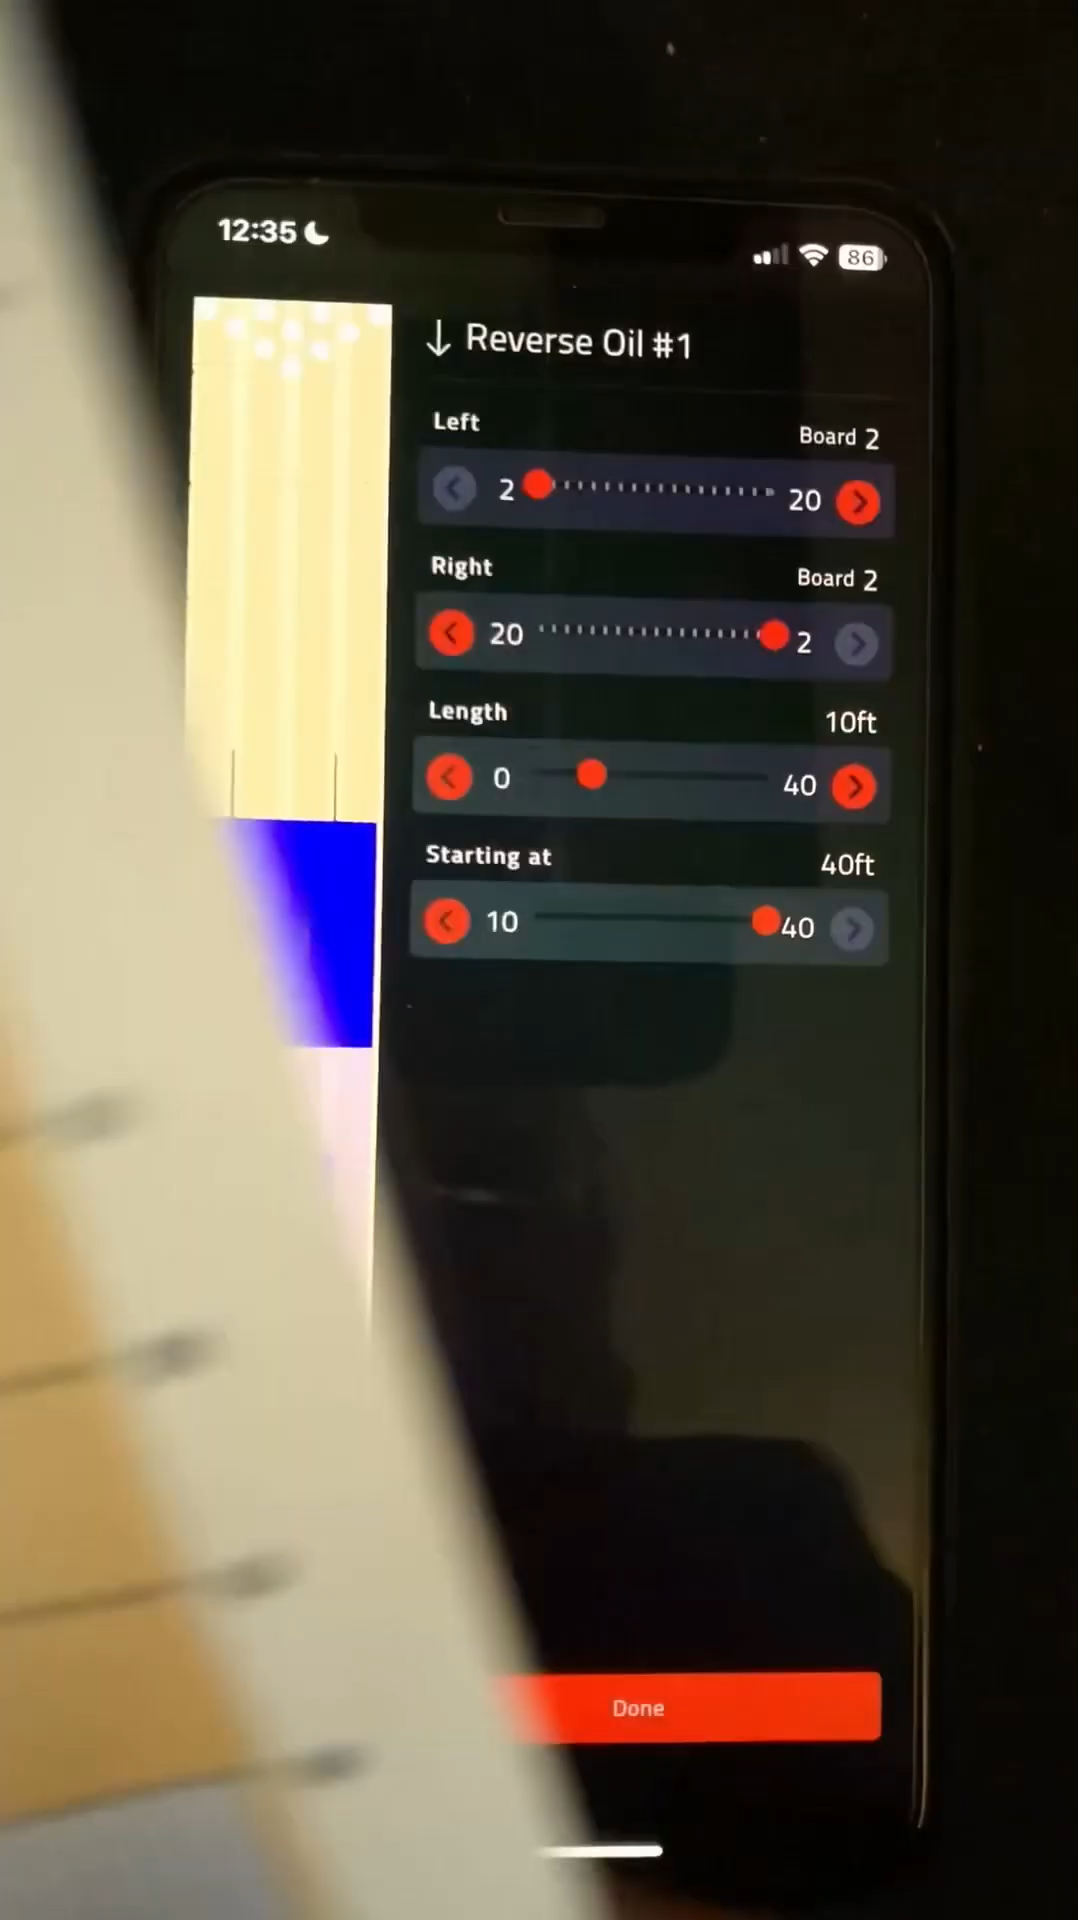 12:35
86
Reverse Oil #1
Left Board 2
2 20
Right Board 2
20 2
Length 10ft
0 40
Starting at 40ft
10 40
Done